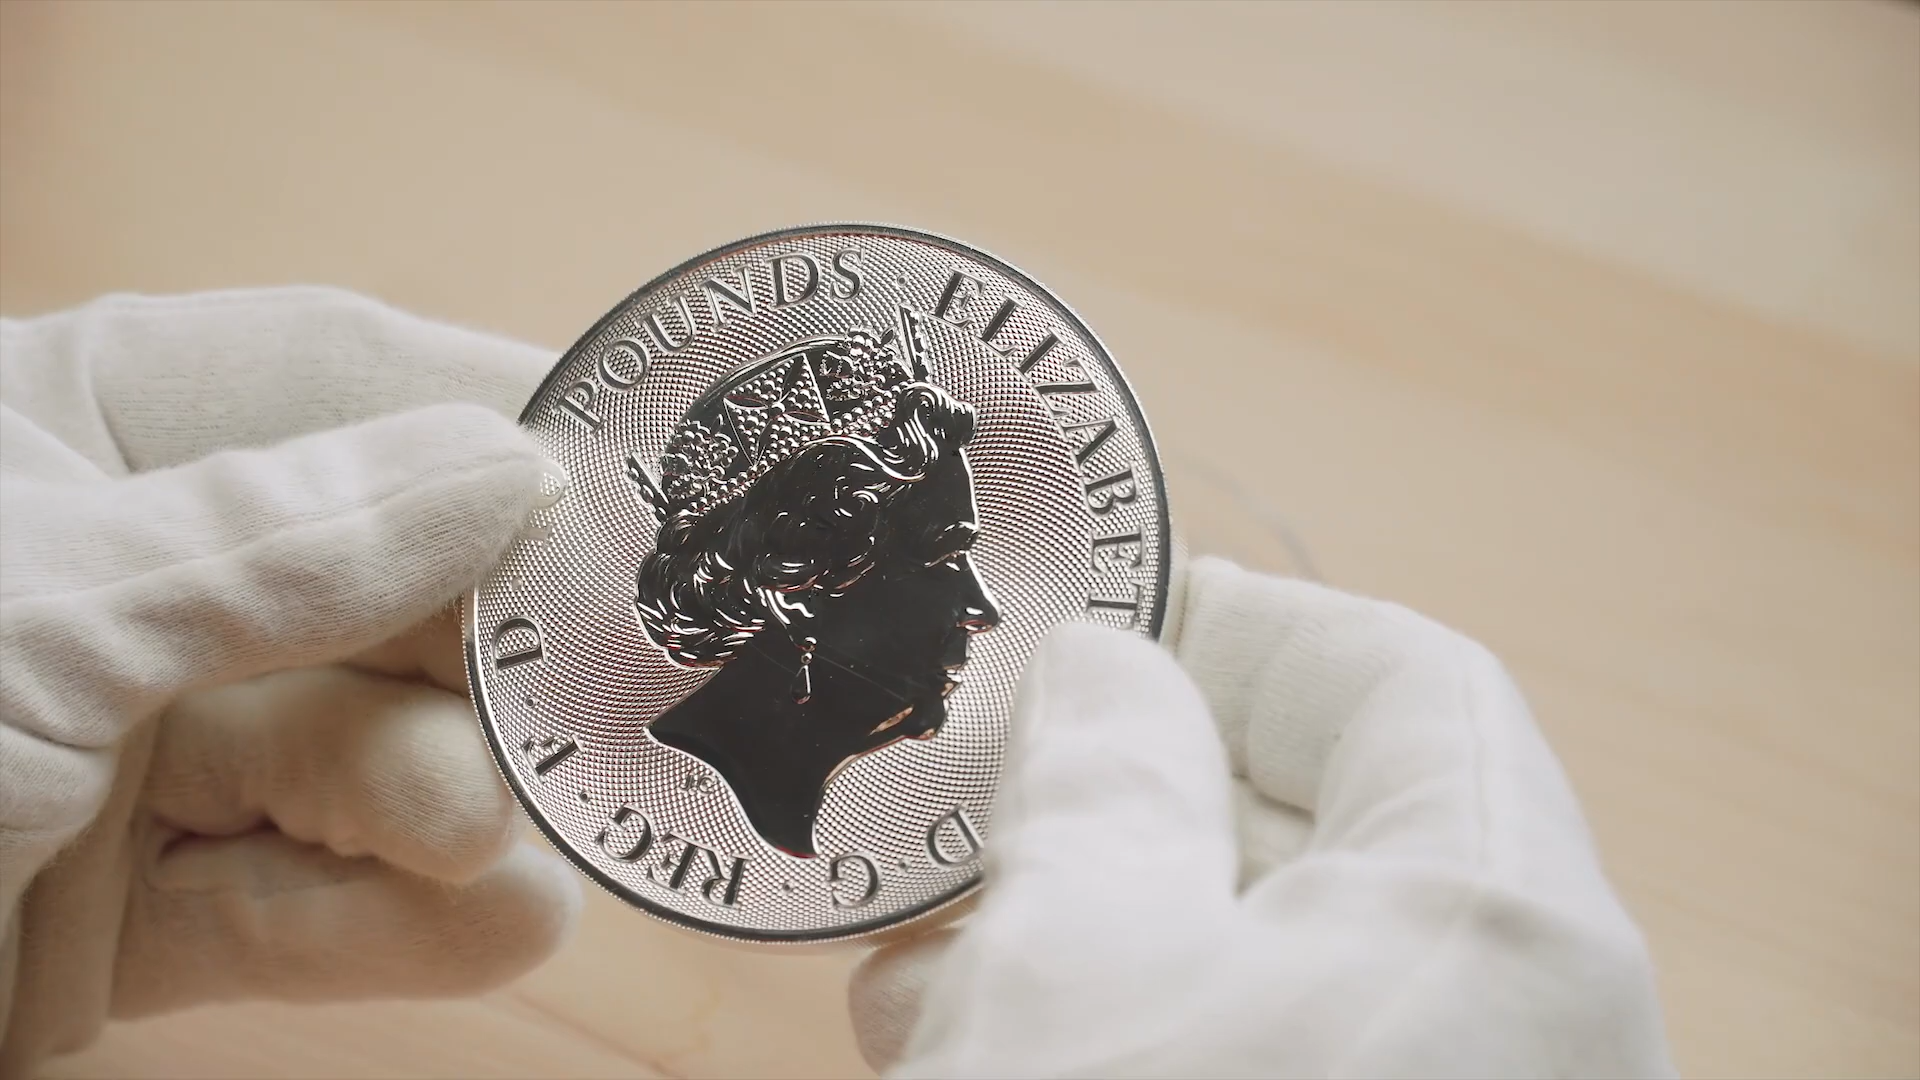 POUNDS · ELIZABET
D · G · REG · F · D ·